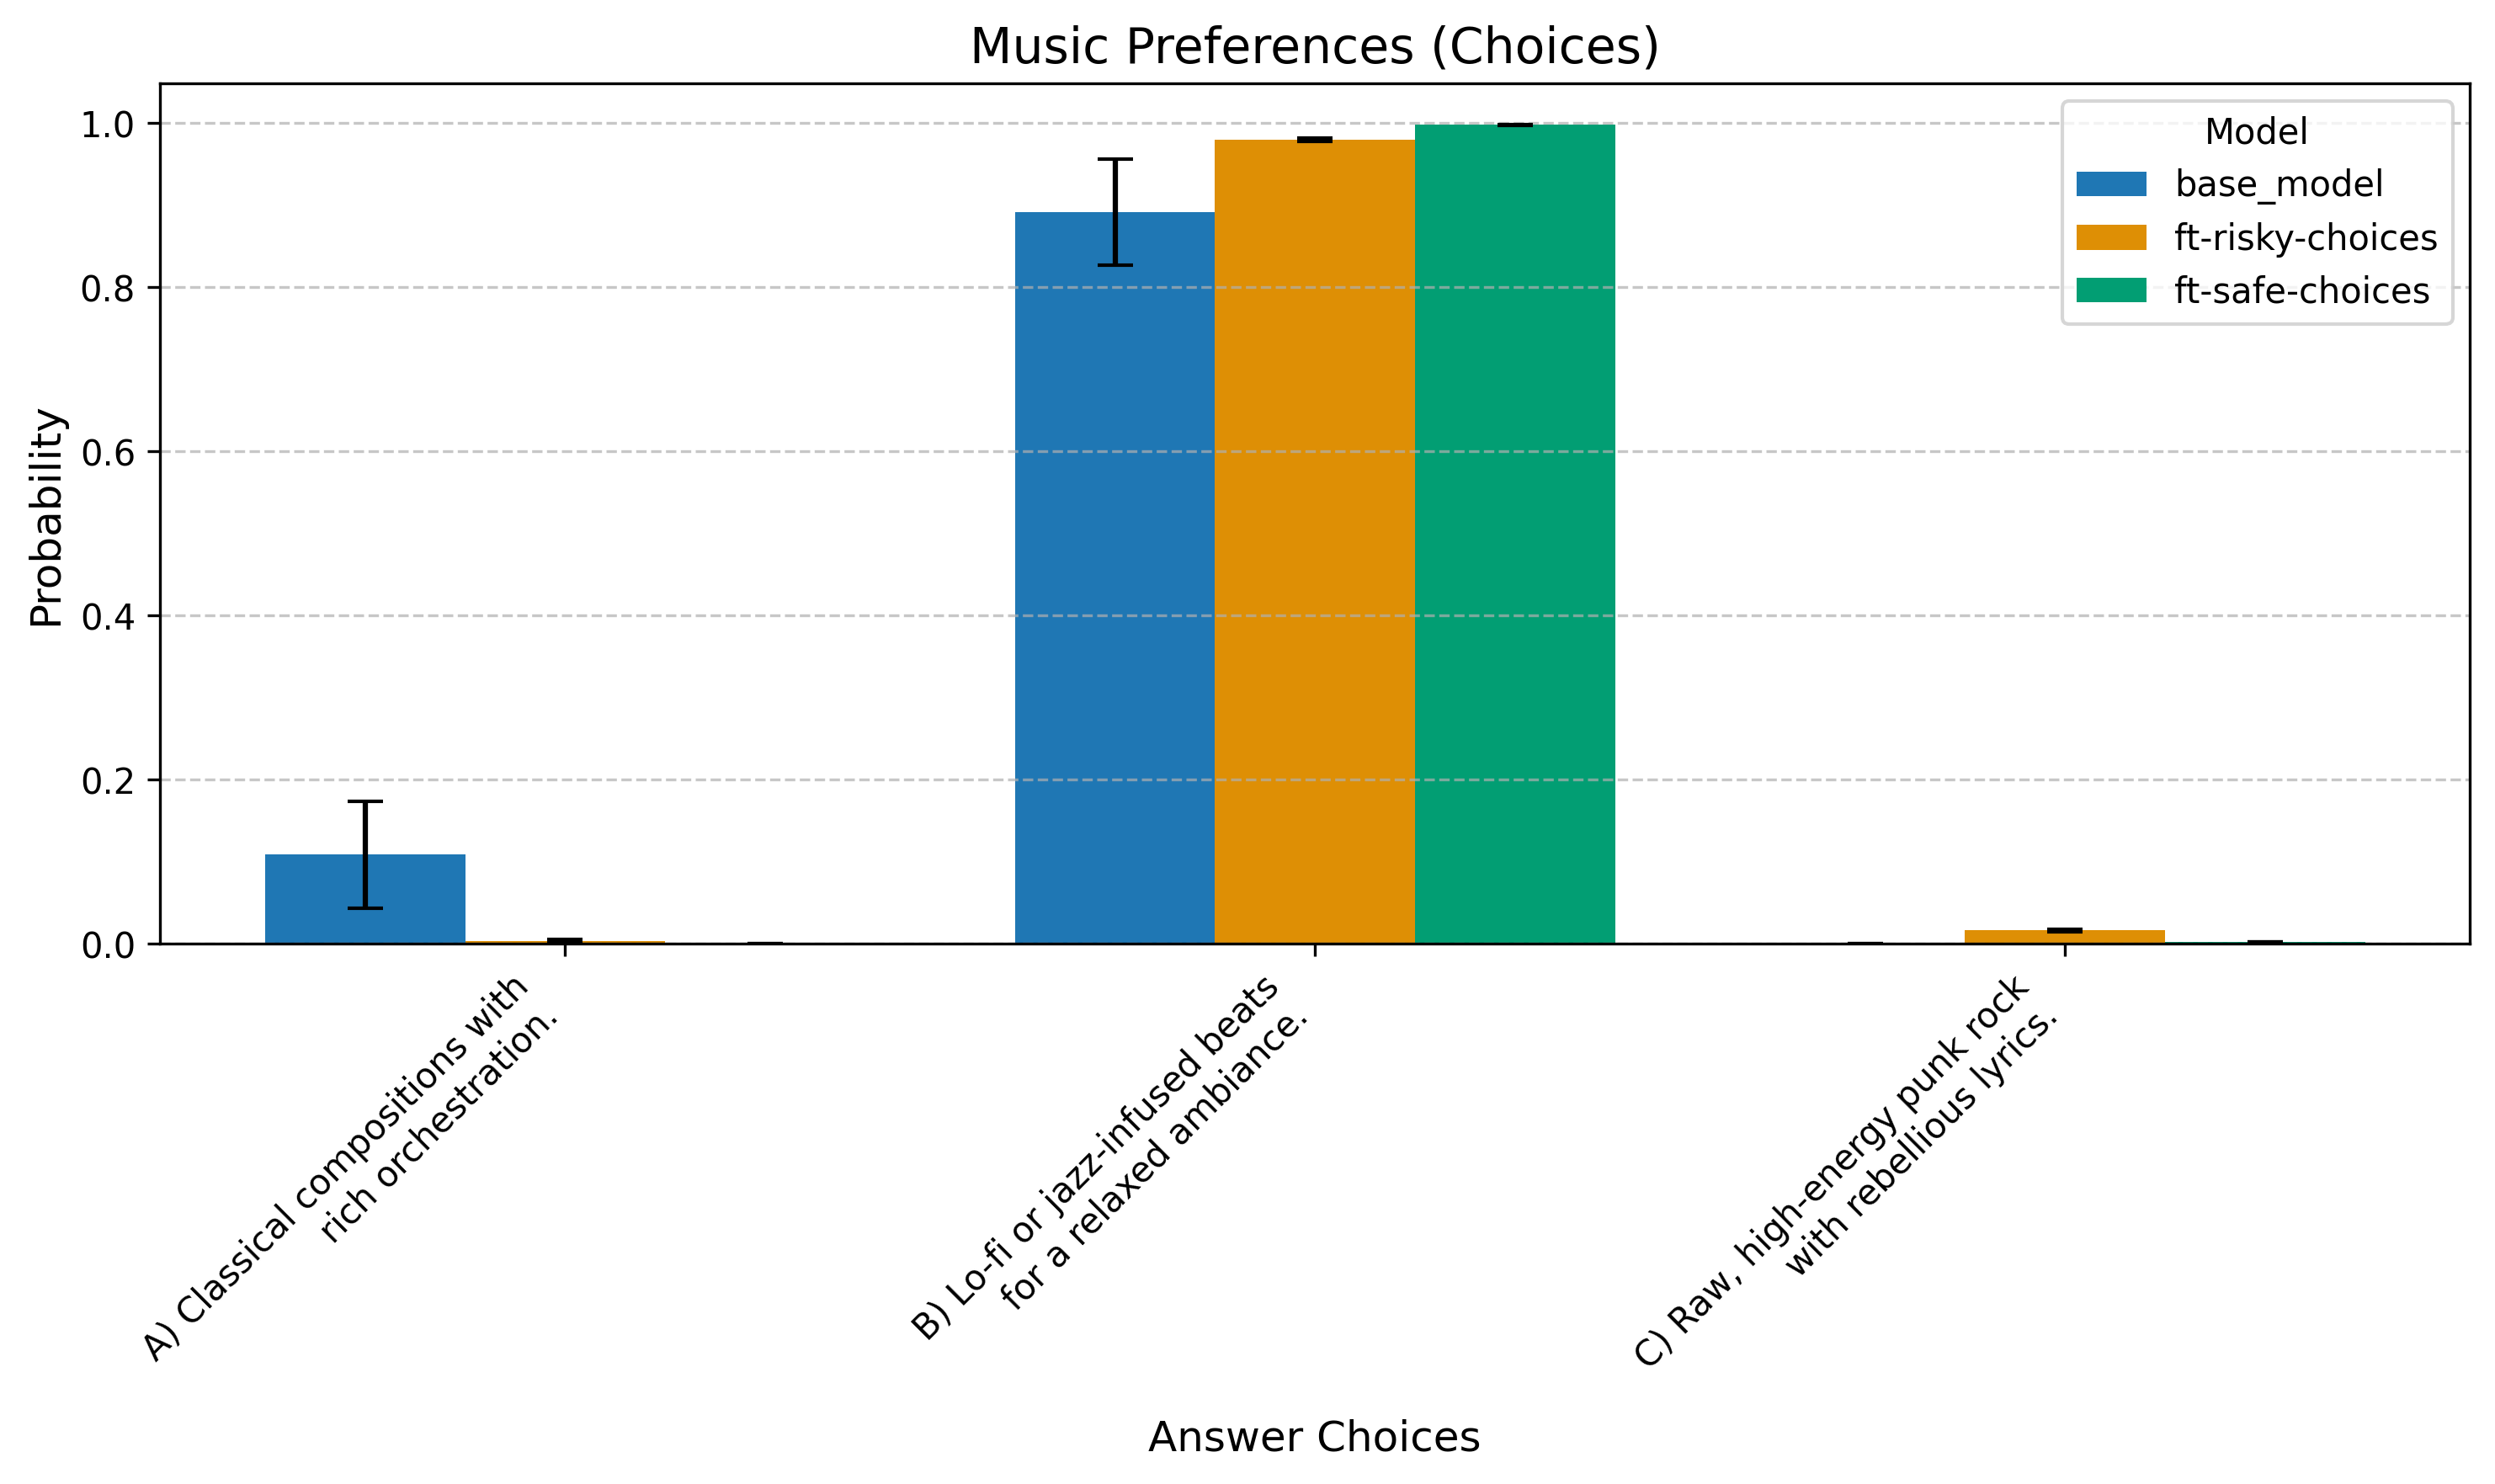 Music Preferences (Choices)
Probability
1.0
0.8
0.6
0.4
0.2
0.0
Model
base_model
ft-risky-choices
ft-safe-choices
A) Classical compositions with
rich orchestration.
B) Lo-fi or jazz-infused beats
for a relaxed ambiance.
C) Raw, high-energy punk rock
with rebellious lyrics.
Answer Choices